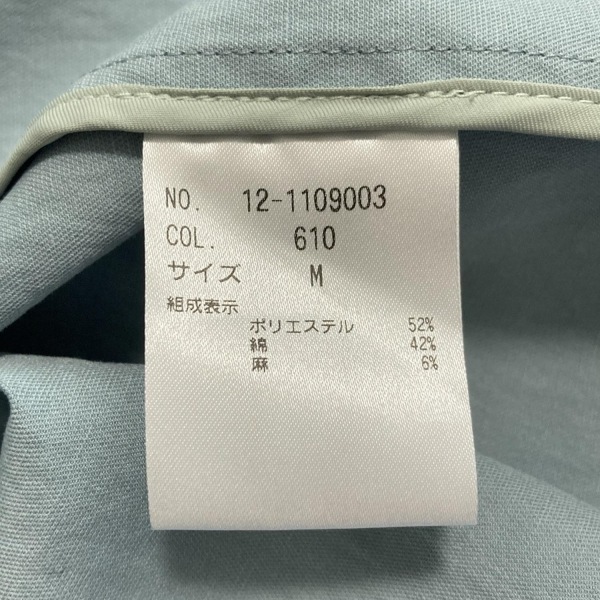 NO. 12-1109003
COL. 610
サイズ M
組成表示
ポリエステル 52%
綿 42%
麻 6%